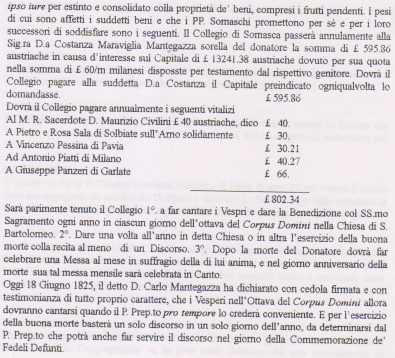 ipso iure per estinto e consolidato colla proprietà de' beni, compresi i frutti pendenti. I pesi
di cui sono affetti i suddetti beni e che i PP. Somaschi promettono per sè e per i loro
successori di soddisfare sono i seguenti. Il Collegio di Somasca passerà annulamente alla
Sig.ra D.a Costanza Maraviglia Mantegazza sorella del donatore la somma di £ 595.86
austriache in causa d'interesse sul Capitale di £ 13241.38 austriache dovuto per sua quota
nella somma di £ 60/m milanesi disposte per testamento dal rispettivo genitore. Dovrà il
Collegio pagare alla suddetta D.a Costanza il Capitale preindicato ogniqualvolta lo
domandasse. £595.86
Dovrà il Collegio pagare annualmente i seguenti vitalizi
Al M. R. Sacerdote D. Maurizio Civilini £ 40 austriache, dico £ 40.
A Pietro e Rosa Sala di Solbiate sull'Arno solidamente £ 30.
A Vincenzo Pessina di Pavia £ 30.21
Ad Antonio Piatti di Milano £ 40.27
A Giuseppe Panzeri di Garlate £ 66.
£802.34
Sarà parimente tenuto il Collegio 1°. a far cantare i Vespri e dare la Benedizione col SS.mo
Sagramento ogni anno in ciascun giorno dell'ottava del Corpus Domini nella Chiesa di S.
Bartolomeo. 2°. Dare una volta all'anno in detta Chiesa o in altra l'esercizio della buona
morte colla recita al meno di un Discorso. 3°. Dopo la morte del Donatore dovrà far
celebrare una Messa al mese in suffragio della di lui anima, e nel giorno anniversario della
morte sua tal messa mensile sarà celebrata in Canto.
Oggi 18 Giugno 1825, il detto D. Carlo Mantegazza ha dichiarato con cedola firmata e con
testimonianza di tutto proprio carattere, che i Vesperi nell'Ottava del Corpus Domini allora
dovranno cantarsi quando il P. Prep.to pro tempore lo crederà conveniente. E per l'esercizio
della buona morte basterà un solo discorso in un solo giorno dell'anno, da determinarsi dal
P. Prep.to che potrà anche far servire il discorso nel giorno della Commemorazione de'
Fedeli Defunti.